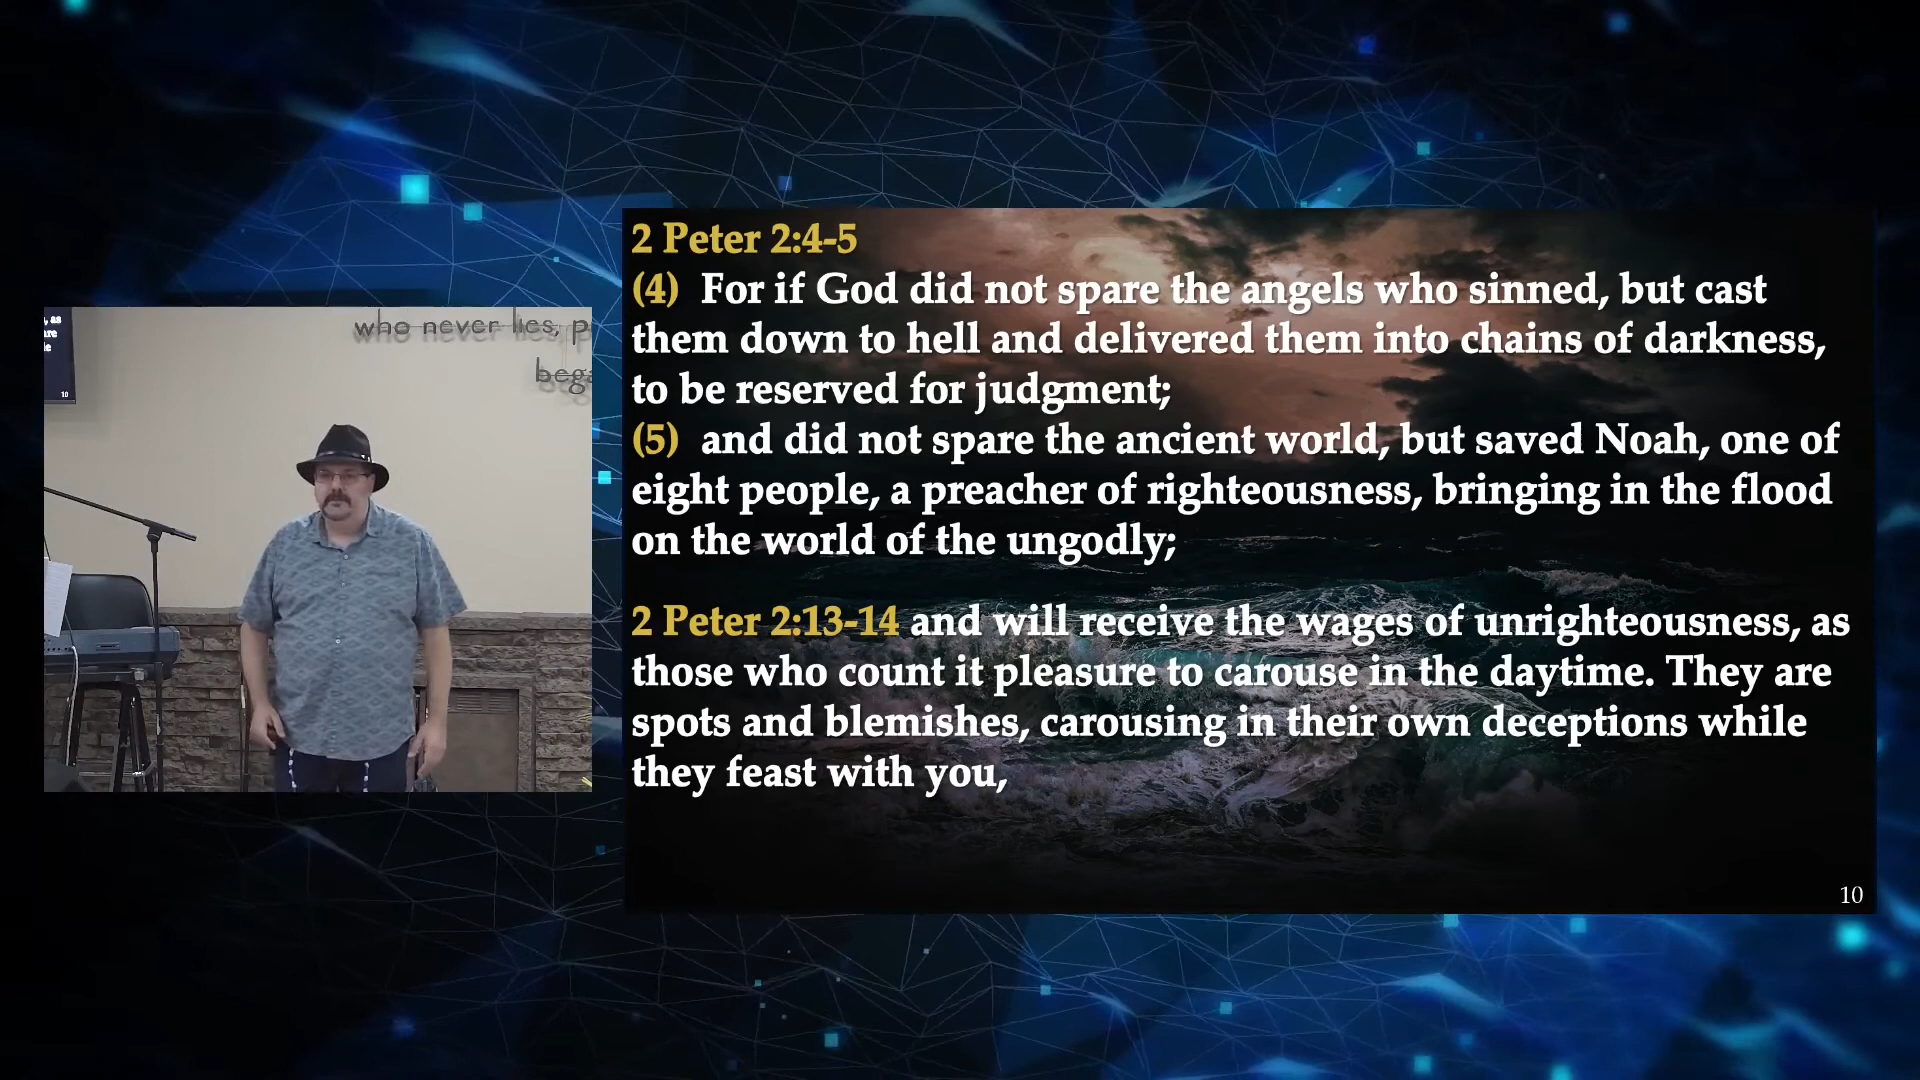 , as
are
le
10
who never lies, p
bega
2 Peter 2:4-5
(4) For if God did not spare the angels who sinned, but cast
them down to hell and delivered them into chains of darkness,
to be reserved for judgment;
(5) and did not spare the ancient world, but saved Noah, one of
eight people, a preacher of righteousness, bringing in the flood
on the world of the ungodly;
2 Peter 2:13-14 and will receive the wages of unrighteousness, as
those who count it pleasure to carouse in the daytime. They are
spots and blemishes, carousing in their own deceptions while
they feast with you,
10